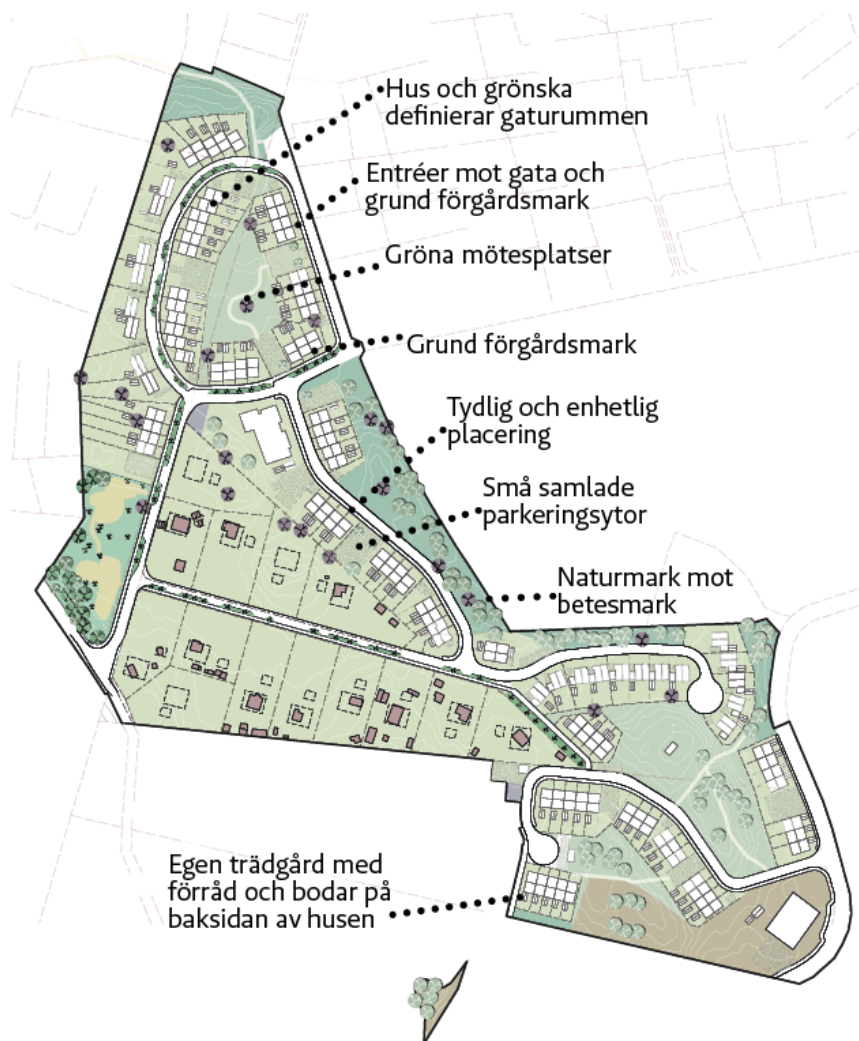 Hus och grönska
definierar gaturummen
Entréer mot gata och
grund förgårdsmark
Gröna mötesplatser
Grund förgårdsmark
Tydlig och enhetlig
placering
Små samlade
parkeringsytor
Naturmark mot
betesmark
Egen trädgård med
förråd och bodar på
baksidan av husen